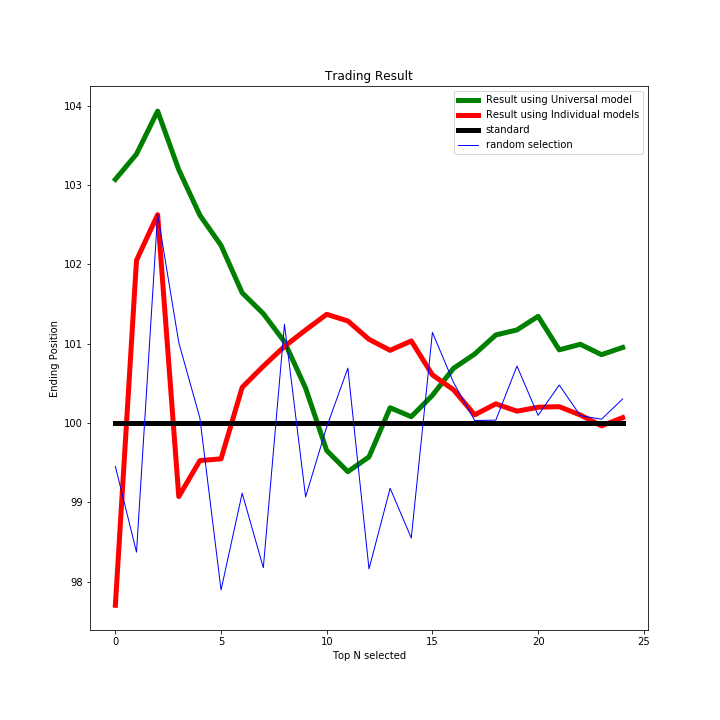 Trading Result
Result using Universal model
Result using Individual models
standard
random selection
104
103
102
101
100
99
98
Ending Position
0 5 10 15 20 25
Top N selected